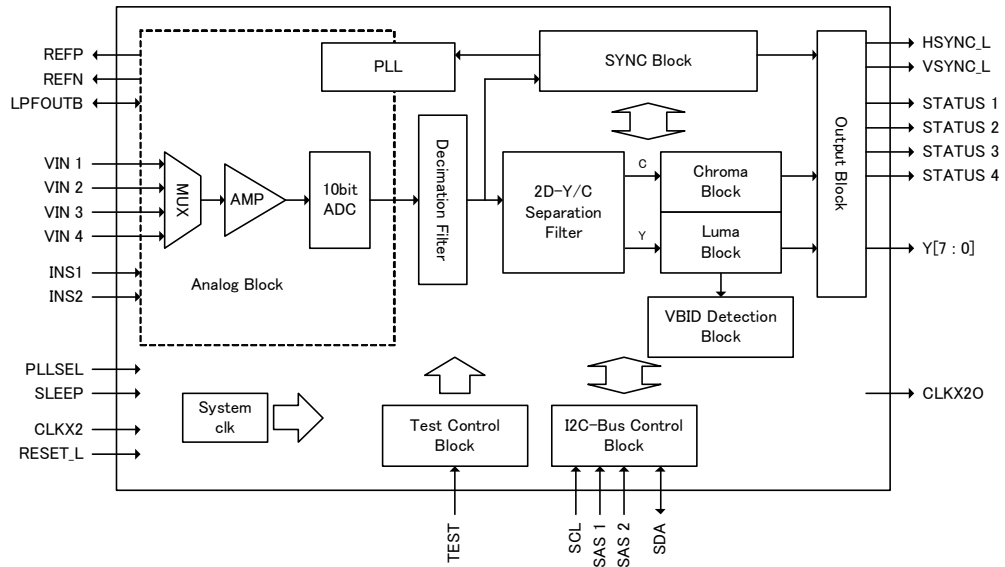 REFP
REFN
LPFOUTB
VIN 1
VIN 2
VIN 3
VIN 4
INS1
INS2
PLLSEL
SLEEP
CLKX2
RESET_L
MUX
AMP
10bit
ADC
Analog Block
PLL
Decimation Filter
SYNC Block
2D-Y/C
Separation
Filter
C
Y
Chroma
Block
Luma
Block
VBID Detection
Block
Output Block
System
clk
Test Control
Block
I2C-Bus Control
Block
TEST
SCL
SAS 1
SAS 2
SDA
HSYNC_L
VSYNC_L
STATUS 1
STATUS 2
STATUS 3
STATUS 4
Y[7 : 0]
CLKX2O